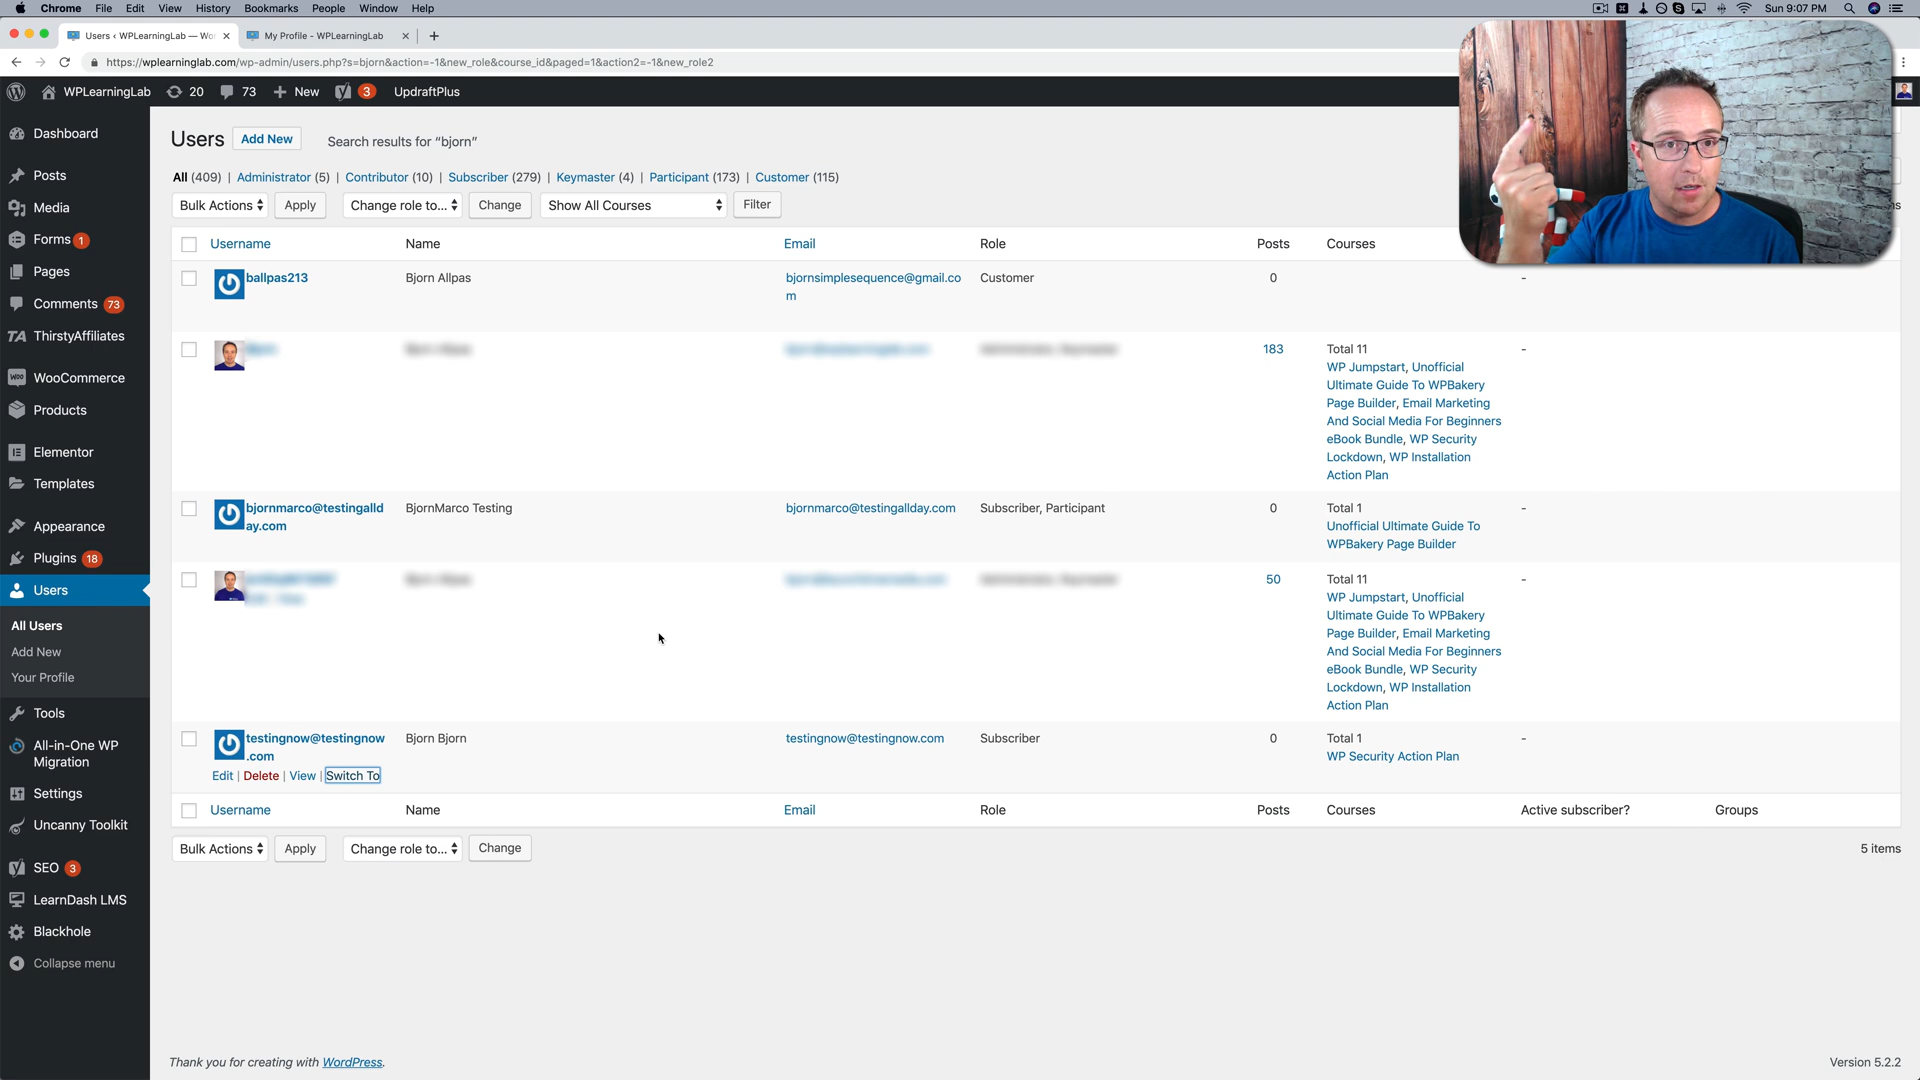 Chrome File Edit View History Bookmarks People Window Help
Sun 9:07 PM
Users ‹ WPLearningLab — Wo
My Profile - WPLearningLab
https://wplearninglab.com/wp-admin/users.php?s=bjorn&action=-1&new_role&course_id&paged=1&action2=-1&new_role2
WPLearningLab 20 73 New 3 UpdraftPlus
Dashboard
Posts
Media
Forms 1
Pages
Comments 73
ThirstyAffiliates
WooCommerce
Products
Elementor
Templates
Appearance
Plugins 18
Users
All Users
Add New
Your Profile
Tools
All-in-One WP
Migration
Settings
Uncanny Toolkit
SEO 3
LearnDash LMS
Blackhole
Collapse menu
Users Add New Search results for “bjorn”
All (409) | Administrator (5) | Contributor (10) | Subscriber (279) | Keymaster (4) | Participant (173) | Customer (115)
Bulk Actions Apply Change role to... Change Show All Courses Filter
Username Name Email Role Posts Courses
ballpas213 Bjorn Allpas bjornsimplesequence@gmail.co Customer 0 -
m
183 Total 11 -
WP Jumpstart, Unofficial
Ultimate Guide To WPBakery
Page Builder, Email Marketing
And Social Media For Beginners
eBook Bundle, WP Security
Lockdown, WP Installation
Action Plan
bjornmarco@testingalld BjornMarco Testing bjornmarco@testingallday.com Subscriber, Participant 0 Total 1 -
ay.com Unofficial Ultimate Guide To
WPBakery Page Builder
50 Total 11 -
WP Jumpstart, Unofficial
Ultimate Guide To WPBakery
Page Builder, Email Marketing
And Social Media For Beginners
eBook Bundle, WP Security
Lockdown, WP Installation
Action Plan
testingnow@testingnow Bjorn Bjorn testingnow@testingnow.com Subscriber 0 Total 1 -
.com WP Security Action Plan
Edit | Delete | View | Switch To
Username Name Email Role Posts Courses Active subscriber? Groups
Bulk Actions Apply Change role to... Change 5 items
Thank you for creating with WordPress. Version 5.2.2